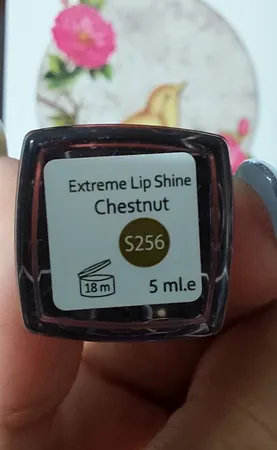 Extreme Lip Shine
Chestnut
S256
18 m
5 ml.e